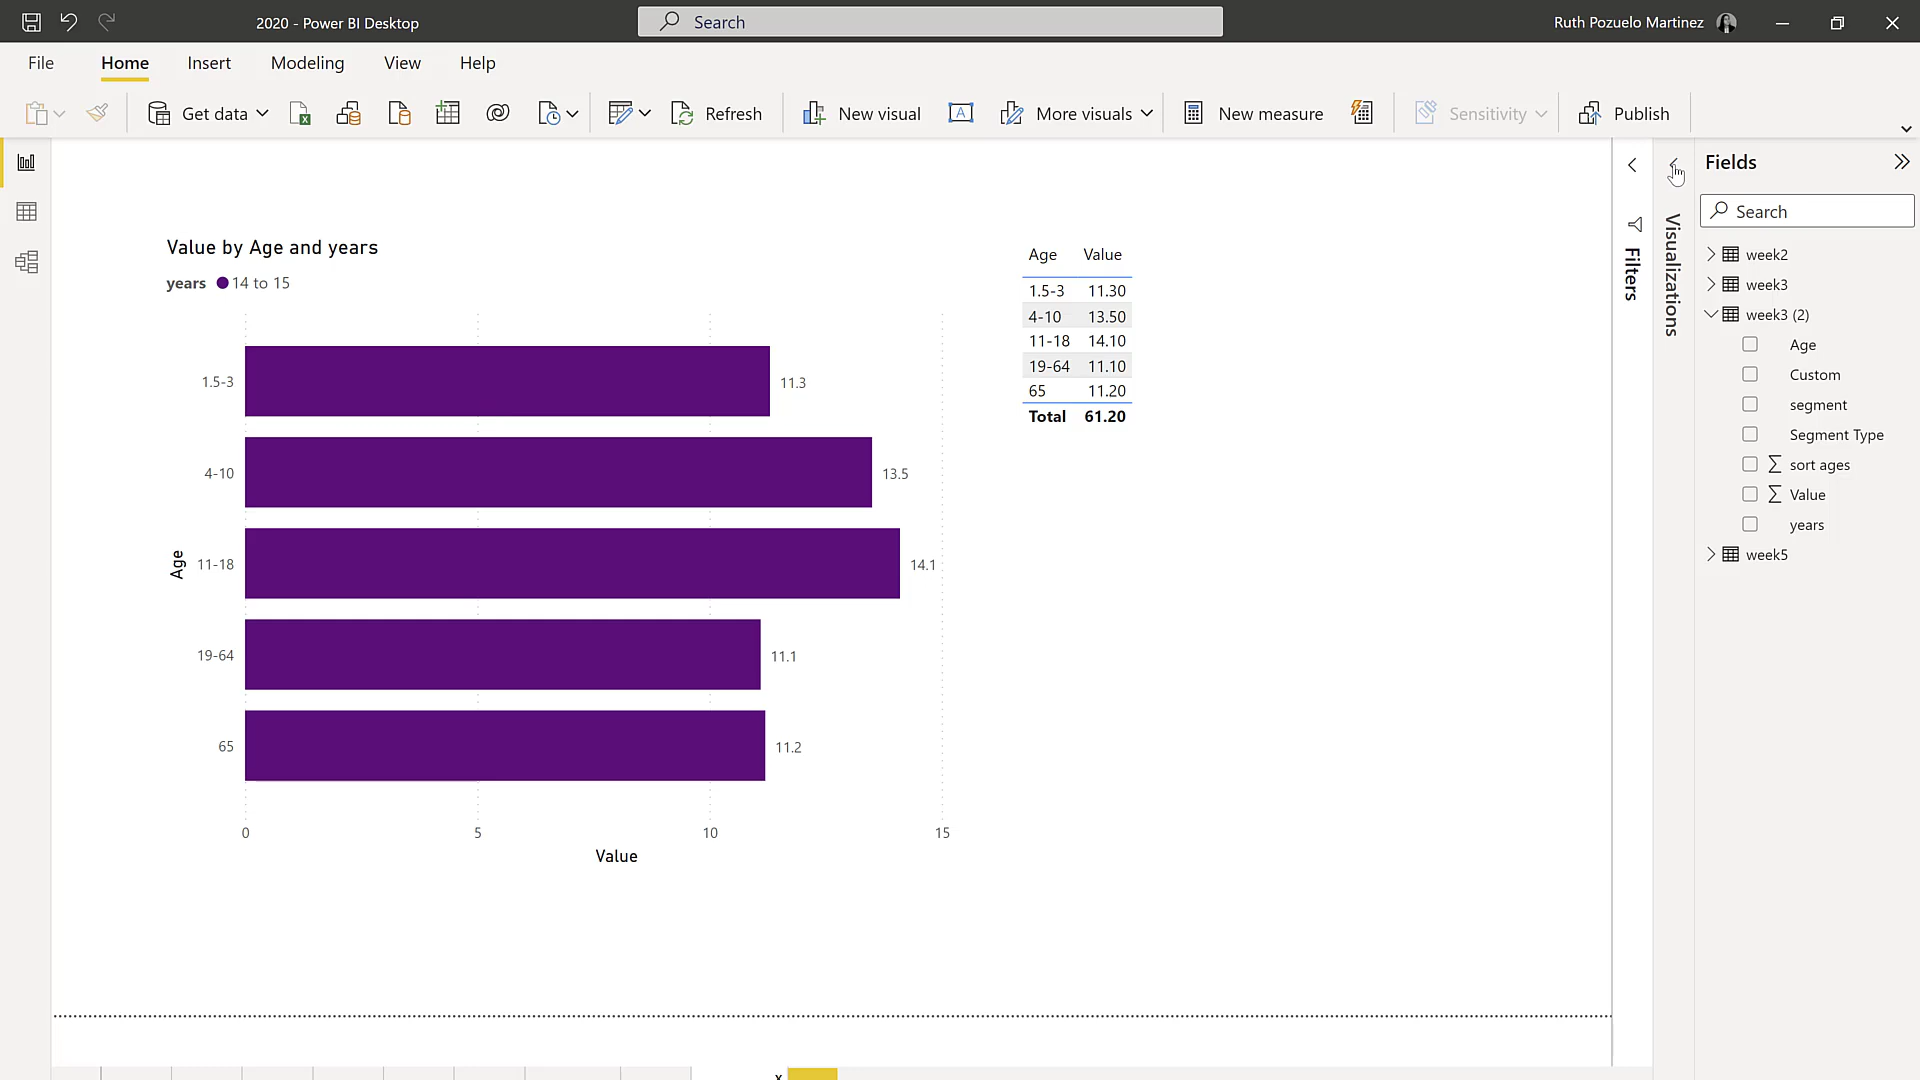 2020 - Power BI Desktop
Search
Ruth Pozuelo Martinez
File Home Insert Modeling View Help
Get data
Refresh
New visual
A
More visuals
New measure
Sensitivity
Publish
Value by Age and years
years 14 to 15
1.5-3 11.3
4-10 13.5
11-18 14.1
19-64 11.1
65 11.2
Age
0 5 10 15
Value
Age Value
1.5-3 11.30
4-10 13.50
11-18 14.10
19-64 11.10
65 11.20
Total 61.20
Filters
Visualizations
Fields
Search
week2
week3
week3 (2)
Age
Custom
segment
Segment Type
∑ sort ages
∑ Value
years
week5
x